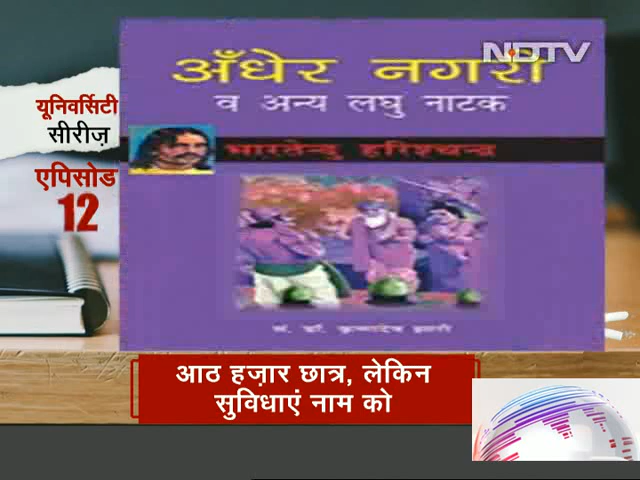 NDTV
यूनिवर्सिटी
सीरीज़
एपिसोड
12
अँधेर नगरी
व अन्य लघु नाटक
भारतेन्दु हरिश्चन्द्र
सं. डॉ.
आठ हज़ार छात्र, लेकिन
सुविधाएं नाम को